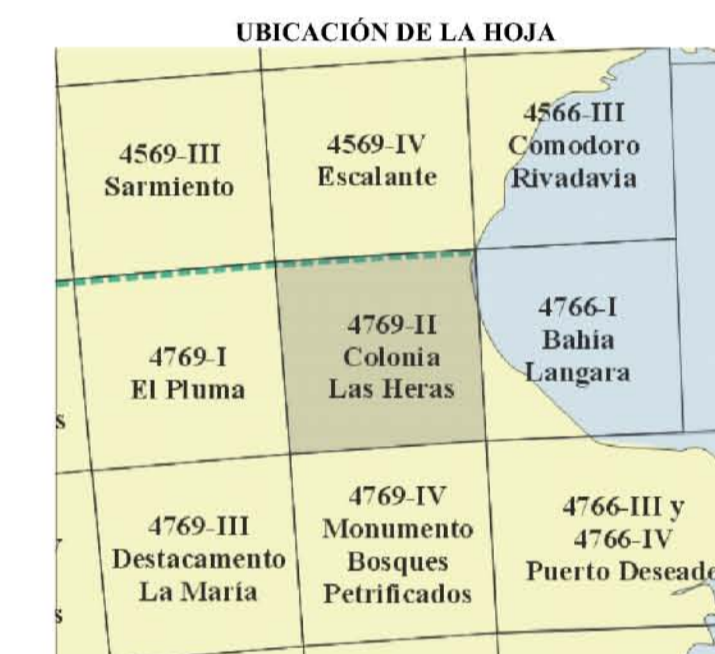 UBICACIÓN DE LA HOJA
4569-III
Sarmiento
4569-IV
Escalante
4566-III
Comodoro
Rivadavia
4769-I
El Pluma
4769-II
Colonia
Las Heras
4766-I
Bahía
Langara
s
4769-III
Destacamento
La María
4769-IV
Monumento
Bosques
Petrificados
4766-III y
4766-IV
Puerto Desead
s